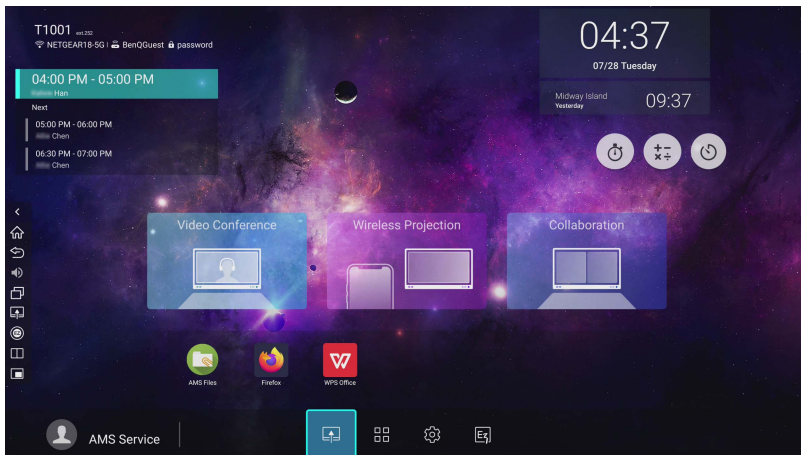 T1001 ext.252
NETGEAR18-5G | BenQGuest password
04:00 PM - 05:00 PM
Han
Next
05:00 PM - 06:00 PM
Chen
06:30 PM - 07:00 PM
Chen
04:37
07/28 Tuesday
Midway Island
Yesterday
09:37
Video Conference
Wireless Projection
Collaboration
AMS Files
Firefox
WPS Office
AMS Service